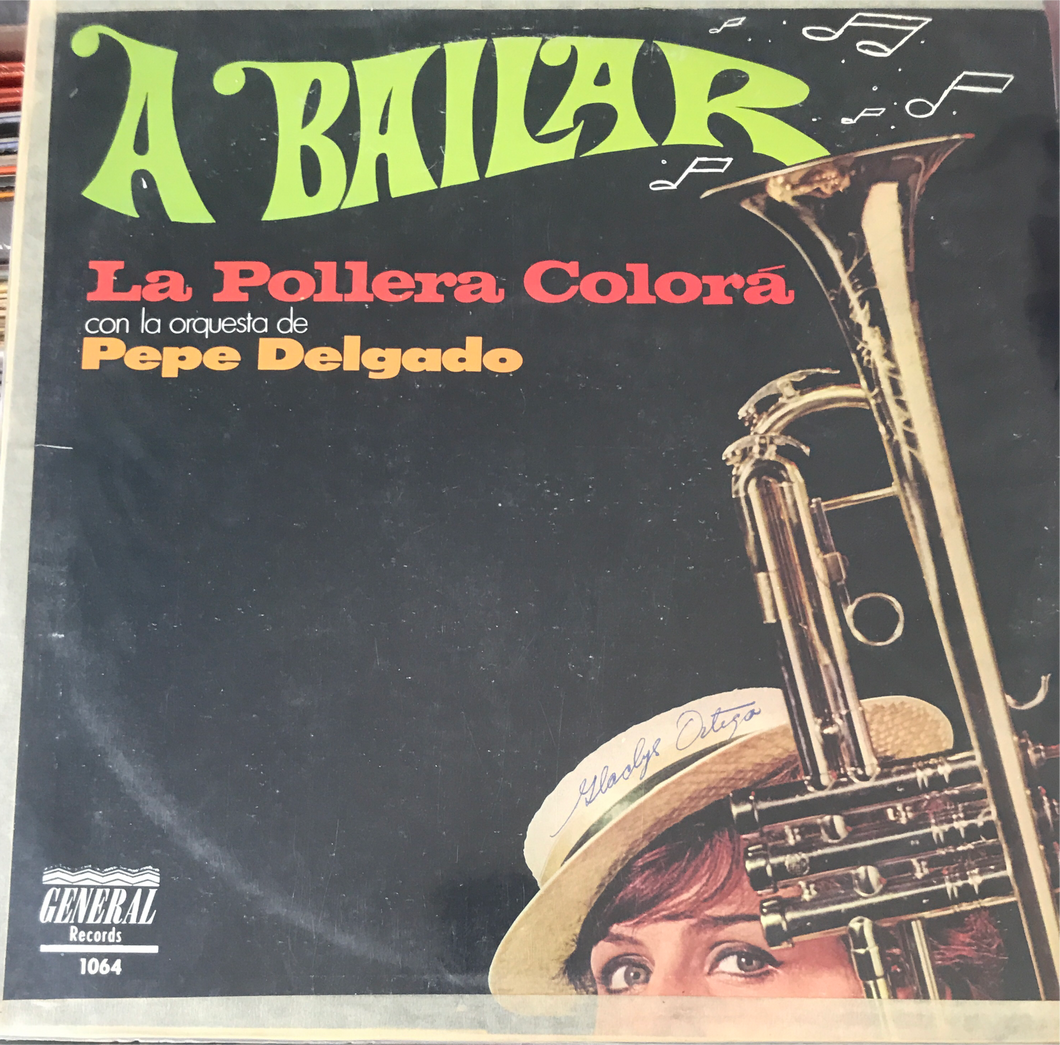 A BAILAR
La Pollera Colorá
con la orquesta de
Pepe Delgado
Gladys Ortega
GENERAL
Records
1064